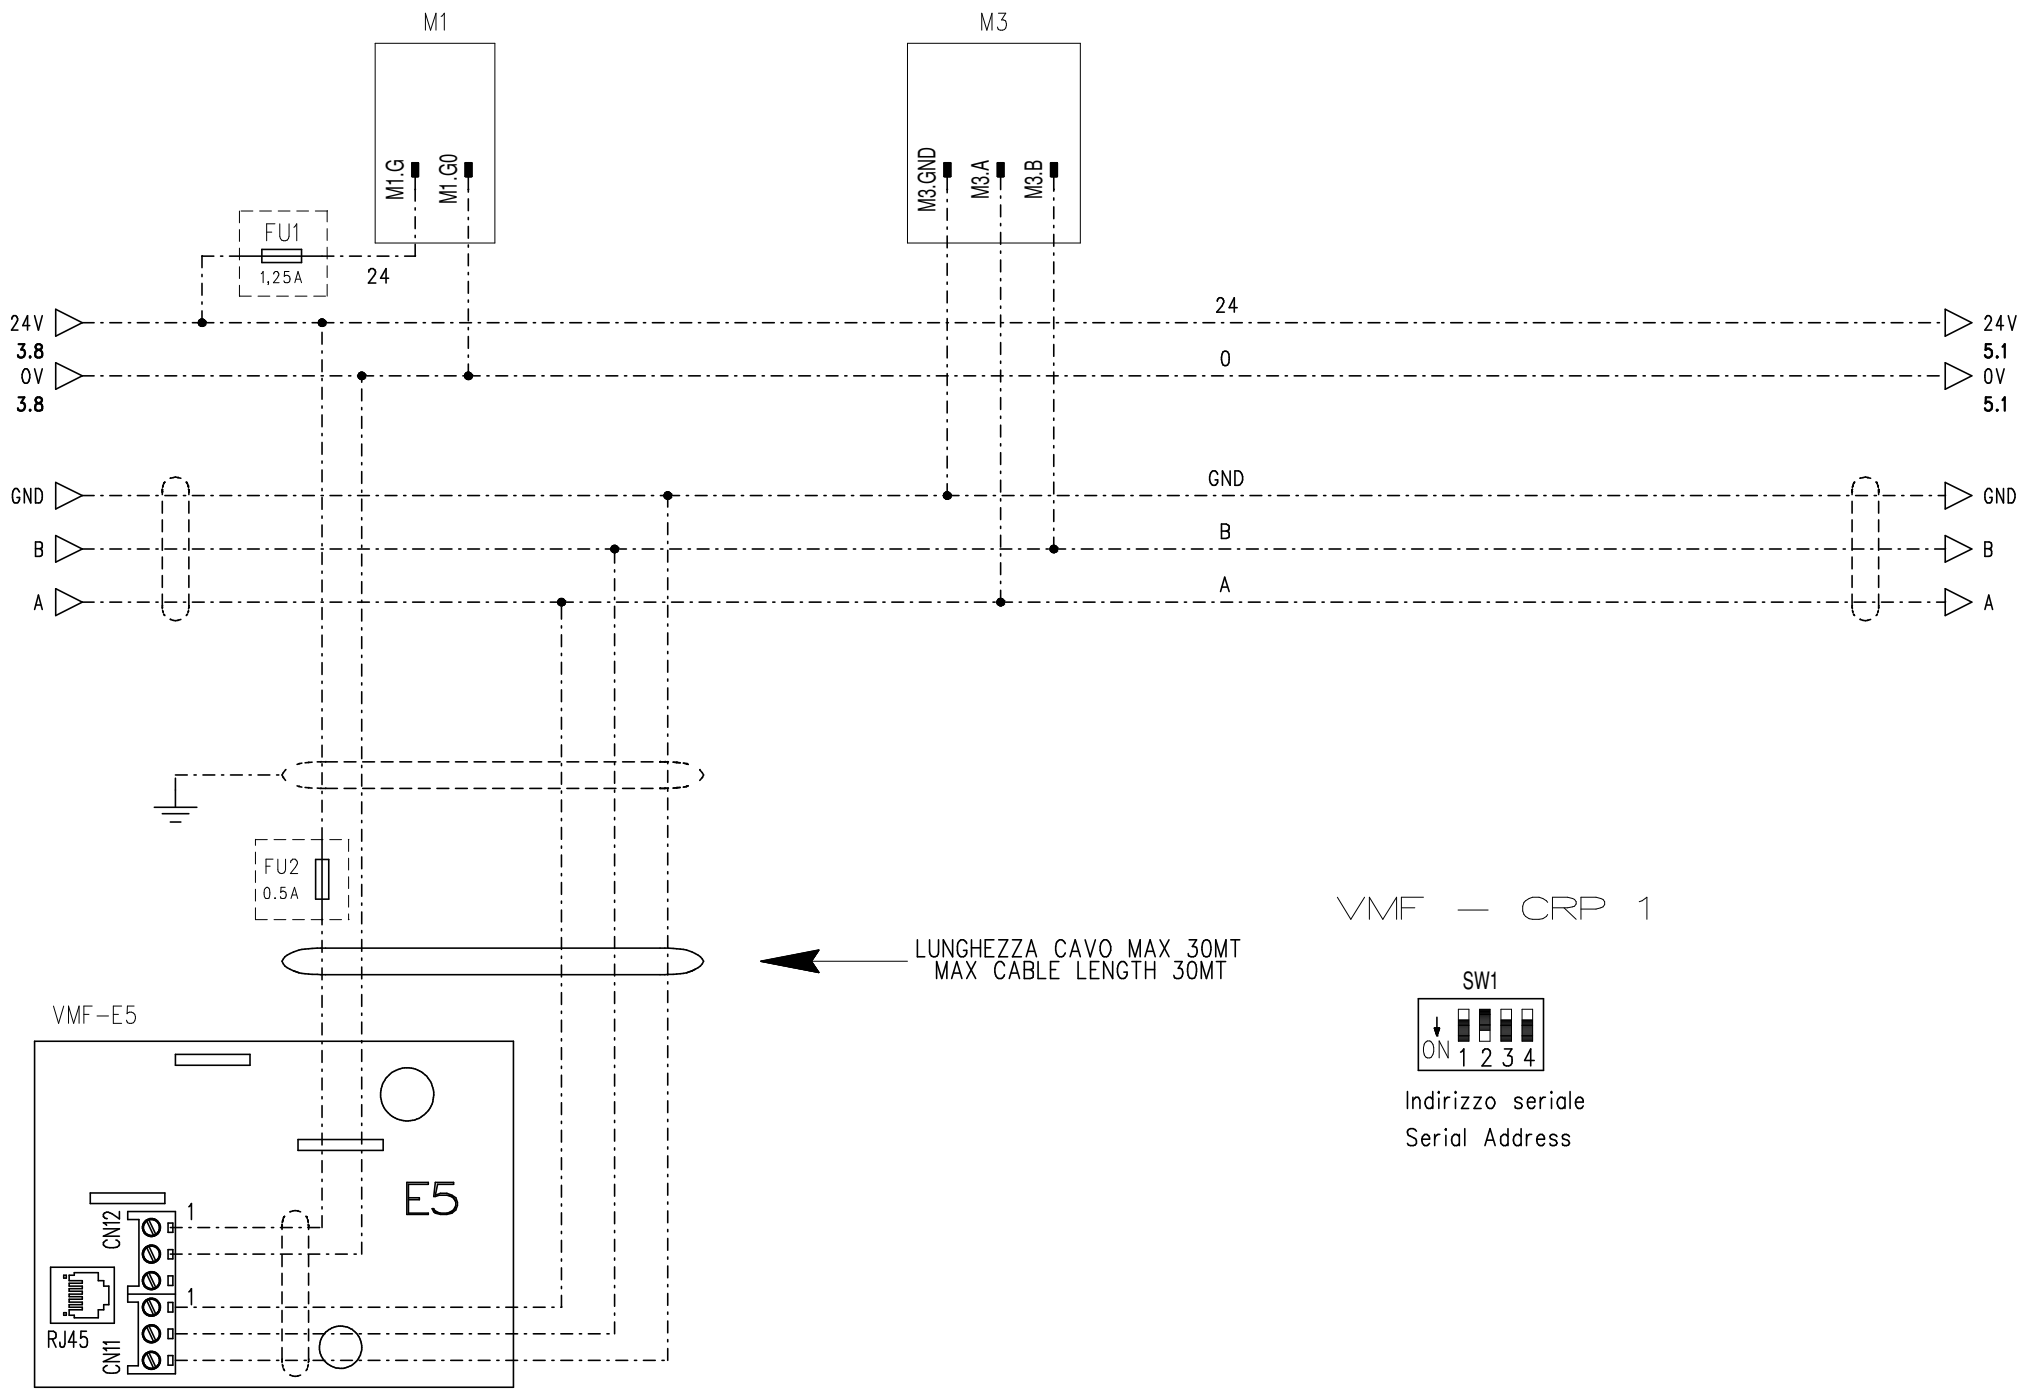 M1
M3
M1.G
M1.G0
M3.GND
M3.A
M3.B
FU1
1,25A
24
24V
3.8
24
24V
5.1
0V
3.8
0
0V
5.1
GND
GND
GND
B
B
B
A
A
A
FU2
0.5A
LUNGHEZZA CAVO MAX 30MT
MAX CABLE LENGTH 30MT
VMF - CRP 1
SW1
ON
1 2 3 4
Indirizzo seriale
Serial Address
VMF-E5
E5
CN12
1
1
RJ45
CN11